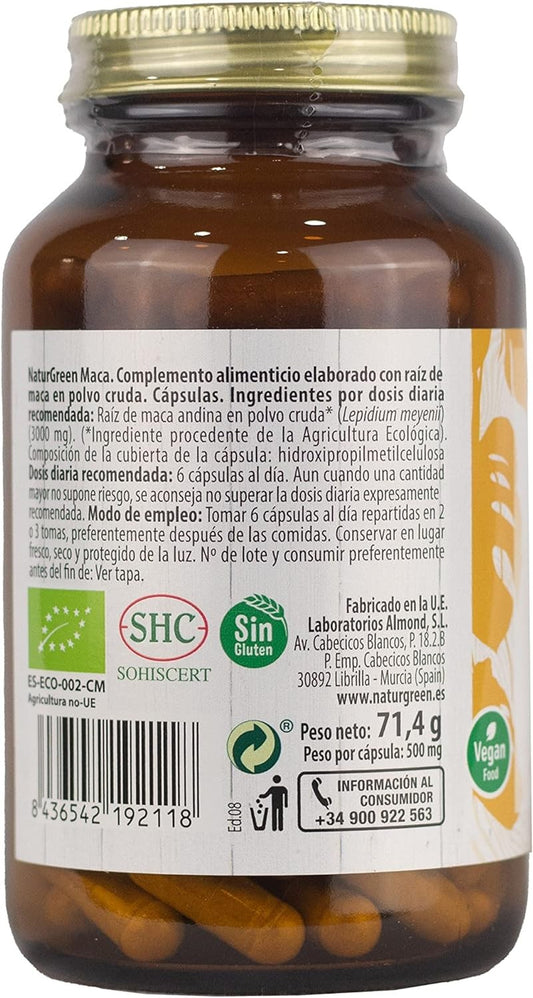 NaturGreen Maca. Complemento alimenticio elaborado con raíz de
maca en polvo cruda. Cápsulas. Ingredientes por dosis diaria
recomendada: Raíz de maca andina en polvo cruda* (Lepidium meyenii)
(3000 mg). (*Ingrediente procedente de la Agricultura Ecológica).
Composición de la cubierta de la cápsula: hidroxipropilmetilcelulosa
Dosis diaria recomendada: 6 cápsulas al día. Aun cuando una cantidad
mayor no supone riesgo, se aconseja no superar la dosis diaria expresamente
recomendada. Modo de empleo: Tomar 6 cápsulas al día repartidas en 2
o 3 tomas, preferentemente después de las comidas. Conservar en lugar
fresco, seco y protegido de la luz. Nº de lote y consumir preferentemente
antes del fin de: Ver tapa.
ES-ECO-002-CM
Agricultura no-UE
SHC
SOHISCERT
Sin
Gluten
Fabricado en la U.E.
Laboratorios Almond, S.L.
Av. Cabecicos Blancos, P. 18.2 B
P. Emp. Cabecicos Blancos
30892 Librilla - Murcia (Spain)
www.naturgreen.es
8 436542 192118
®
Peso neto: 71,4 g
Peso por cápsula: 500 mg
Ed:08
INFORMACIÓN AL
CONSUMIDOR
+34 900 922 563
Vegan
Food